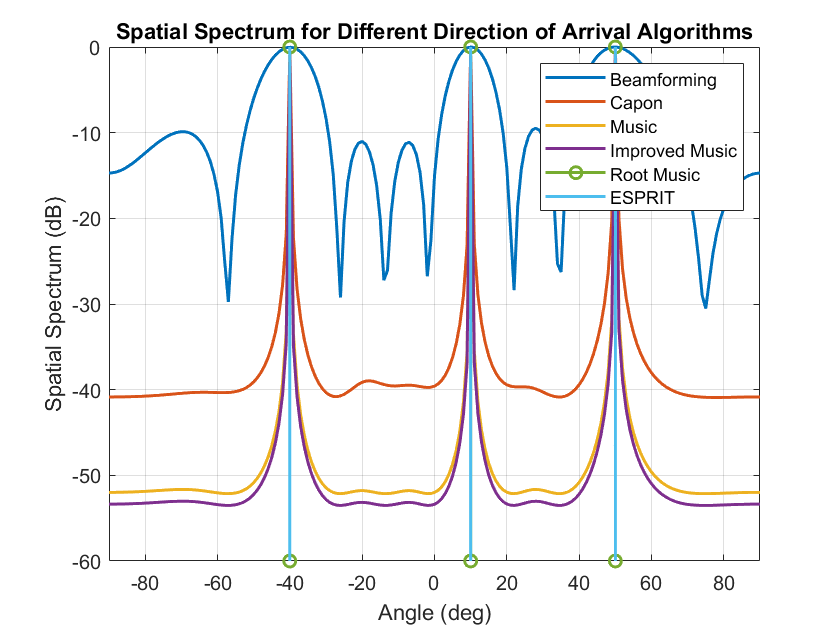 Spatial Spectrum for Different Direction of Arrival Algorithms
0
-10
-20
-30
-40
-50
-60
Spatial Spectrum (dB)
Beamforming
Capon
Music
Improved Music
Root Music
ESPRIT
-80 -60 -40 -20 0 20 40 60 80
Angle (deg)